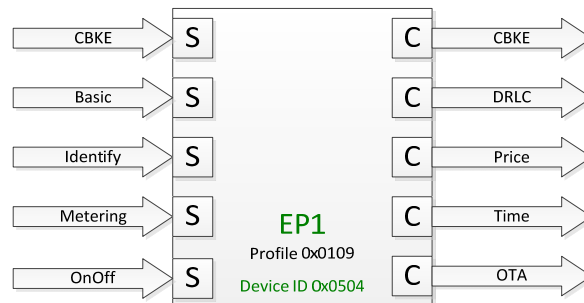 CBKE S C CBKE
Basic S C DRLC
Identify S C Price
Metering S C Time
EP1
Profile 0x0109
OnOff S C OTA
Device ID 0x0504